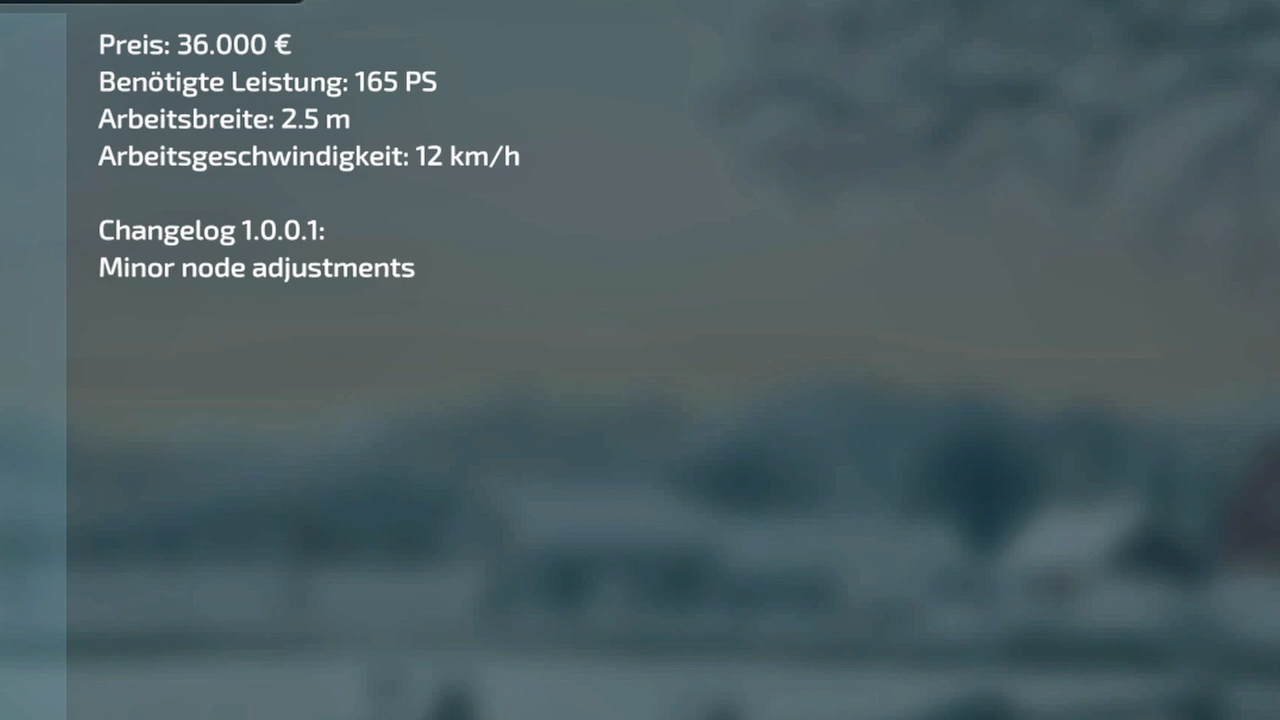 Preis: 36.000 €
Benötigte Leistung: 165 PS
Arbeitsbreite: 2.5 m
Arbeitsgeschwindigkeit: 12 km/h
Changelog 1.0.0.1:
Minor node adjustments